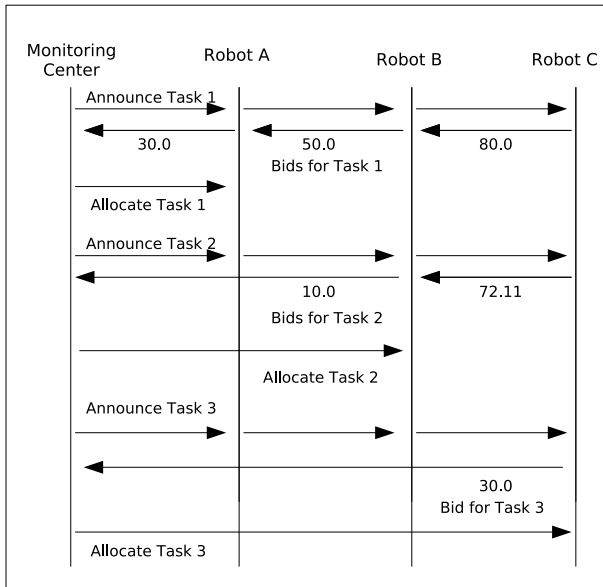 Monitoring
Center
Robot A
Robot B
Robot C
Announce Task 1
30.0
50.0
80.0
Bids for Task 1
Allocate Task 1
Announce Task 2
10.0
72.11
Bids for Task 2
Allocate Task 2
Announce Task 3
30.0
Bid for Task 3
Allocate Task 3